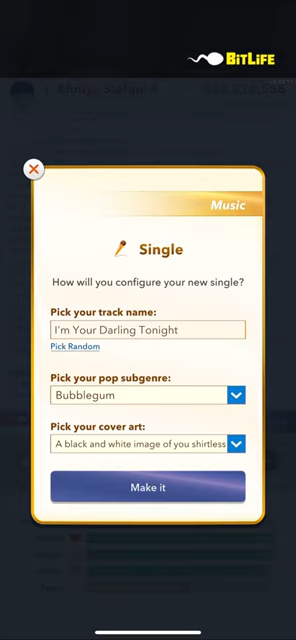 BitLife
Music
Single
How will you configure your new single?
Pick your track name:
I'm Your Darling Tonight
Pick Random
Pick your pop subgenre:
Bubblegum
Pick your cover art:
A black and white image of you shirtless
Make it